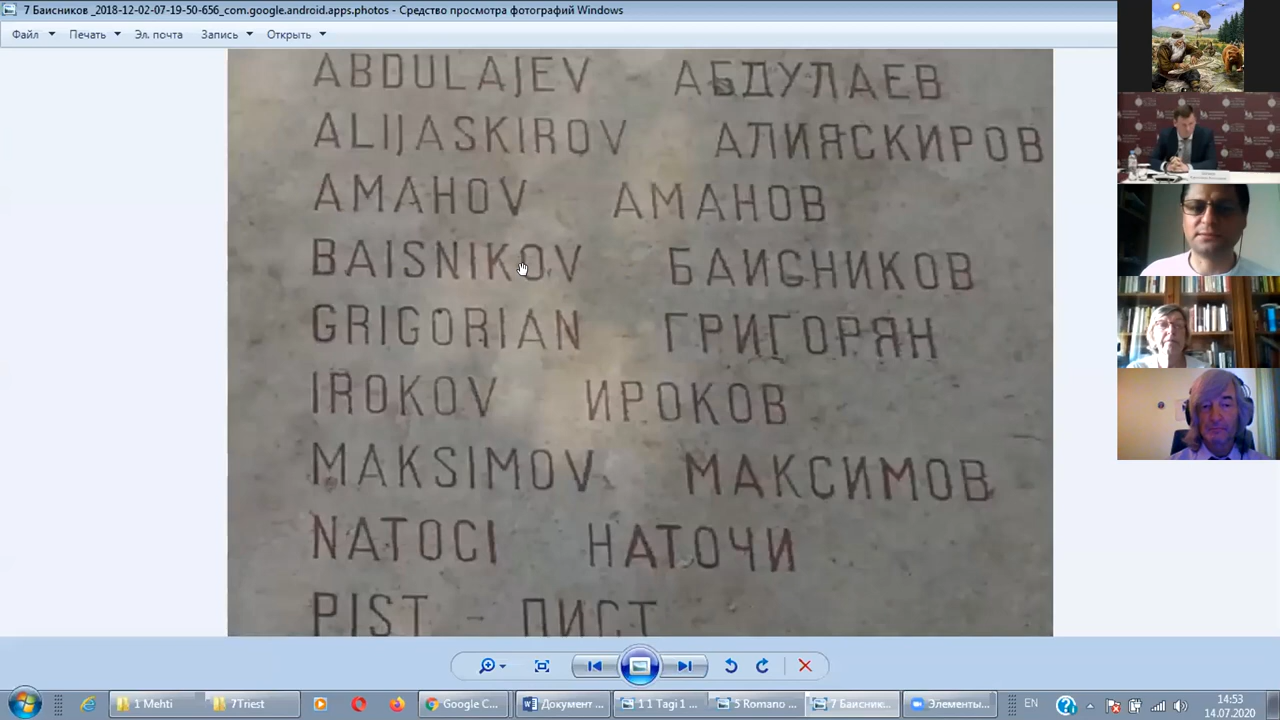 7 Баисников _2018-12-02-07-19-50-656_com.google.android.apps.photos - Средство просмотра фотографий Windows
Файл Печать Эл. почта Запись Открыть
ABDULAJEV - АБДУЛАЕВ
ALIJASKIROV АЛИЯСКИРОВ
AMAHOV АМАНОВ
BAISNIKOV БАИСНИКОВ
GRIGORIAN - ГРИГОРЯН
IROKOV ИРОКОВ
MAKSIMOV МАКСИМОВ
NATOCI НАТОЧИ
PIST - ПИСТ
1 Mehti 7Triest Google C... Документ ... 1 1 Tagi 1 ... 5 Romano ... 7 Баисник... Элементы... EN 14:53
14.07.2020